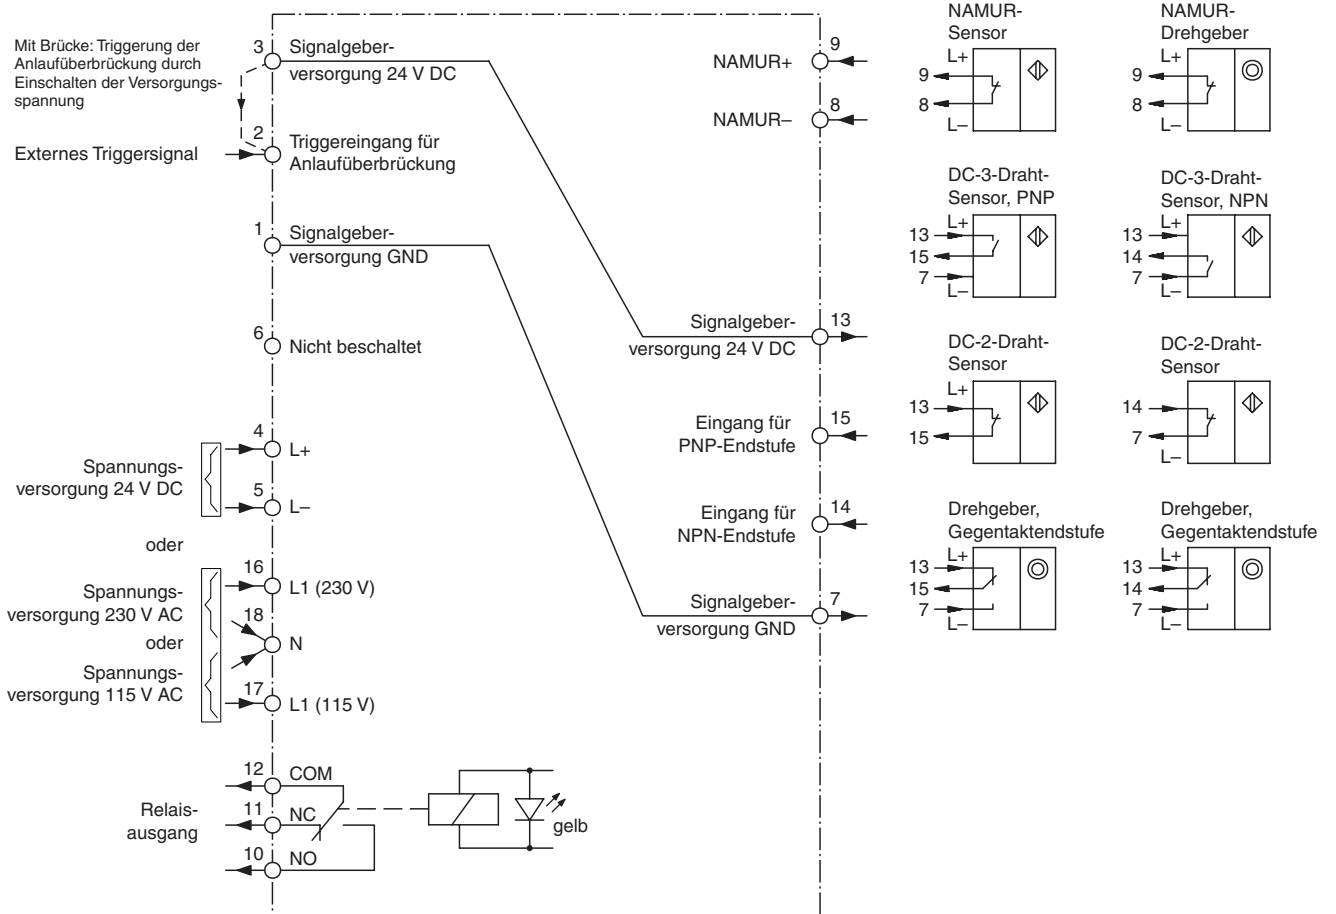 Mit Brücke: Triggerung der
Anlaufüberbrückung durch
Einschalten der Versorgungs-
spannung
3
Signalgeber-
versorgung 24 V DC
2
Externes Triggersignal
Triggereingang für
Anlaufüberbrückung
1
Signalgeber-
versorgung GND
6
Nicht beschaltet
4
L+
Spannungs-
versorgung 24 V DC
5
L–
oder
16
L1 (230 V)
Spannungs-
versorgung 230 V AC
18
oder
N
Spannungs-
versorgung 115 V AC
17
L1 (115 V)
12
COM
Relais-
ausgang
11
NC
10
NO
gelb
9
NAMUR+
8
NAMUR–
Signalgeber-
versorgung 24 V DC
13
Eingang für
PNP-Endstufe
15
Eingang für
NPN-Endstufe
14
Signalgeber-
versorgung GND
7
NAMUR-
Sensor
L+
9
8
L–
NAMUR-
Drehgeber
L+
9
8
L–
DC-3-Draht-
Sensor, PNP
L+
13
15
7
L–
DC-3-Draht-
Sensor, NPN
L+
13
14
7
L–
DC-2-Draht-
Sensor
L+
13
15
DC-2-Draht-
Sensor
14
7
L–
Drehgeber,
Gegentaktendstufe
L+
13
15
7
L–
Drehgeber,
Gegentaktendstufe
L+
13
14
7
L–